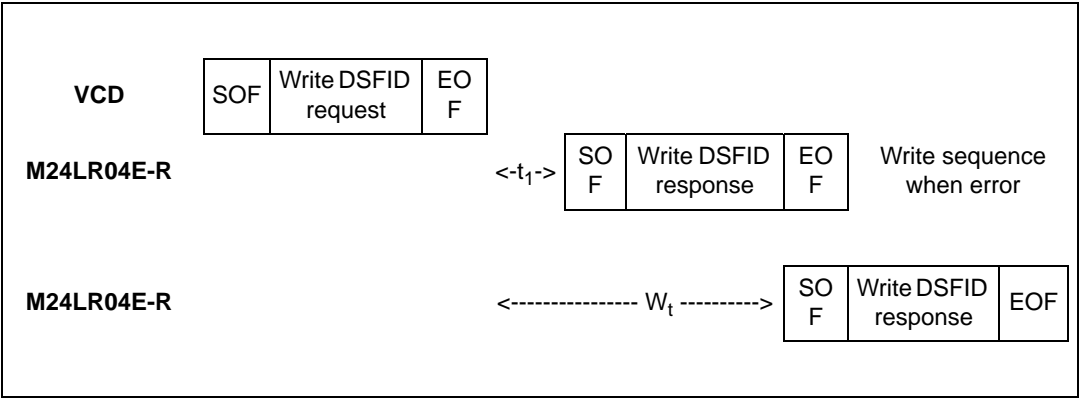 VCD SOF Write DSFID request EO F
M24LR04E-R <-t1-> SO F Write DSFID response EO F Write sequence when error
M24LR04E-R <---------------- Wt ----------> SO F Write DSFID response EOF